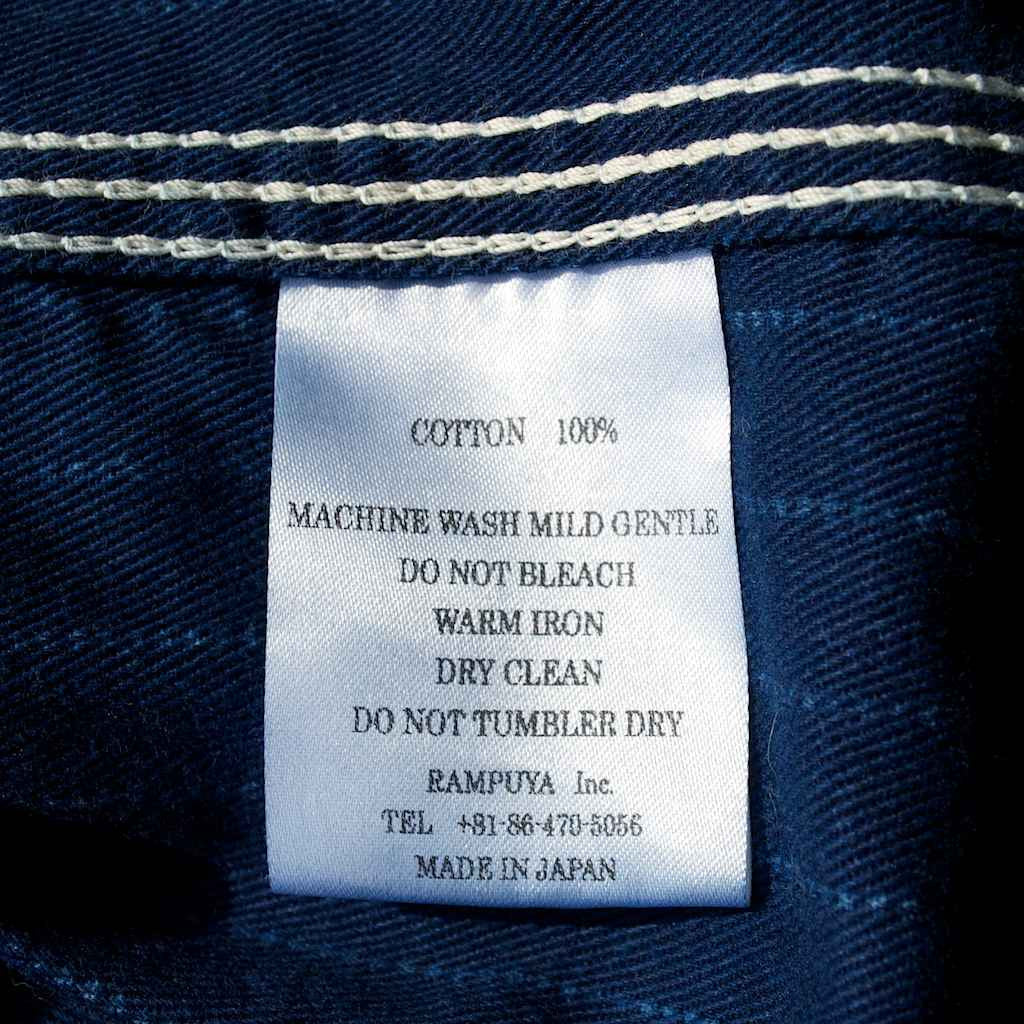 COTTON 100%
MACHINE WASH MILD GENTLE
DO NOT BLEACH
WARM IRON
DRY CLEAN
DO NOT TUMBLER DRY
RAMPUYA Inc.
TEL +81-86-470-5056
MADE IN JAPAN